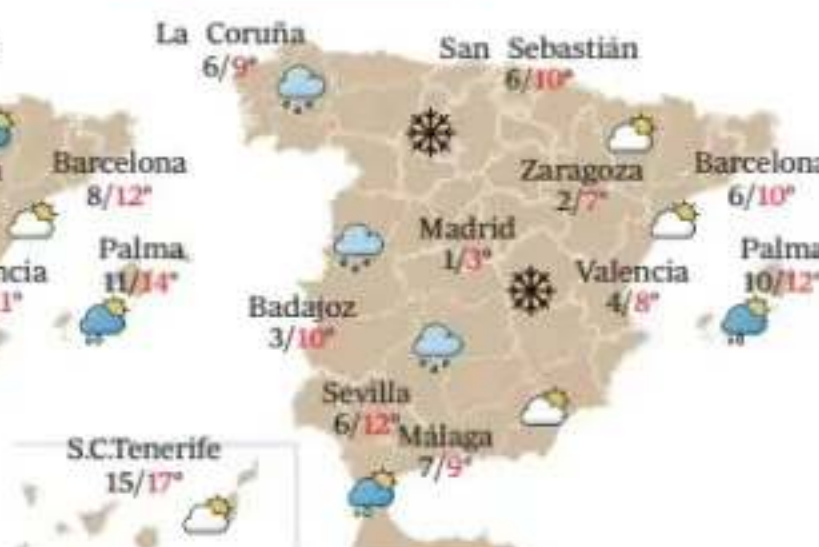 La Coruña
6/9°
San Sebastián
6/10°
Barcelona
8/12°
Zaragoza
2/7°
Barcelona
6/10°
Palma
11/14°
Madrid
1/3°
Valencia
4/8°
Palma
10/12°
ncia
1°
Badajoz
3/10°
Sevilla
6/12°
Málaga
7/9°
S.C.Tenerife
15/17°